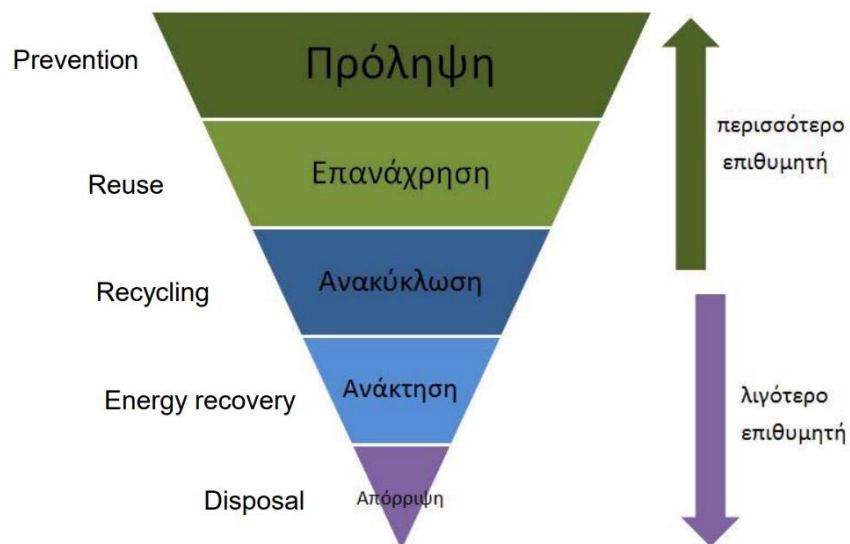 Prevention
Πρόληψη
Reuse
Επανάχρηση
Recycling
Ανακύκλωση
Energy recovery
Ανάκτηση
Disposal
Απόρριψη
περισσότερο
επιθυμητή
λιγότερο
επιθυμητή